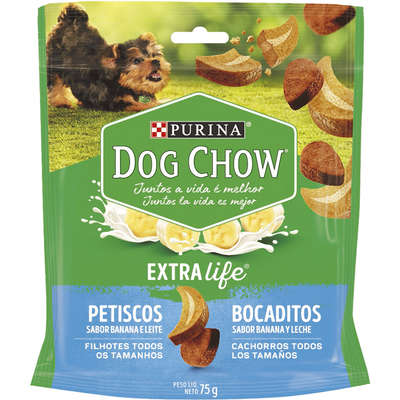 PURINA
DOG CHOW®
Juntos a vida é melhor
Juntos la vida es mejor
EXTRA life®
PETISCOS
SABOR BANANA E LEITE
FILHOTES TODOS
OS TAMANHOS
BOCADITOS
SABOR BANANA Y LECHE
CACHORROS TODOS
LOS TAMAÑOS
PESO LIQ.
NETO 75 g